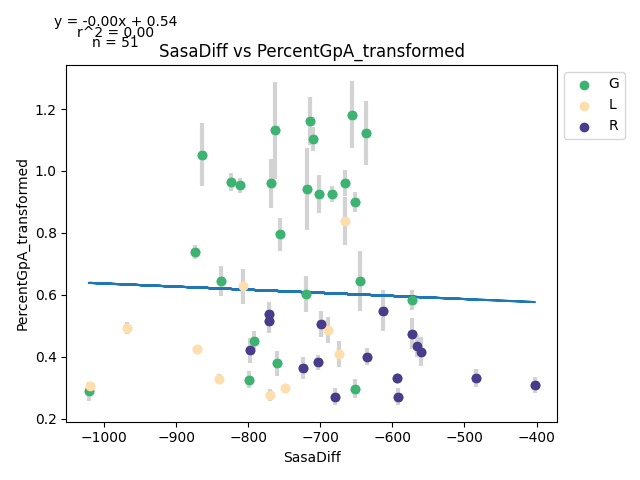 y = -0.00x + 0.54
r^2 = 0.00
n = 51
SasaDiff vs PercentGpA_transformed
G
L
R
PercentGpA_transformed
1.2
1.0
0.8
0.6
0.4
0.2
−1000 −900 −800 −700 −600 −500 −400
SasaDiff